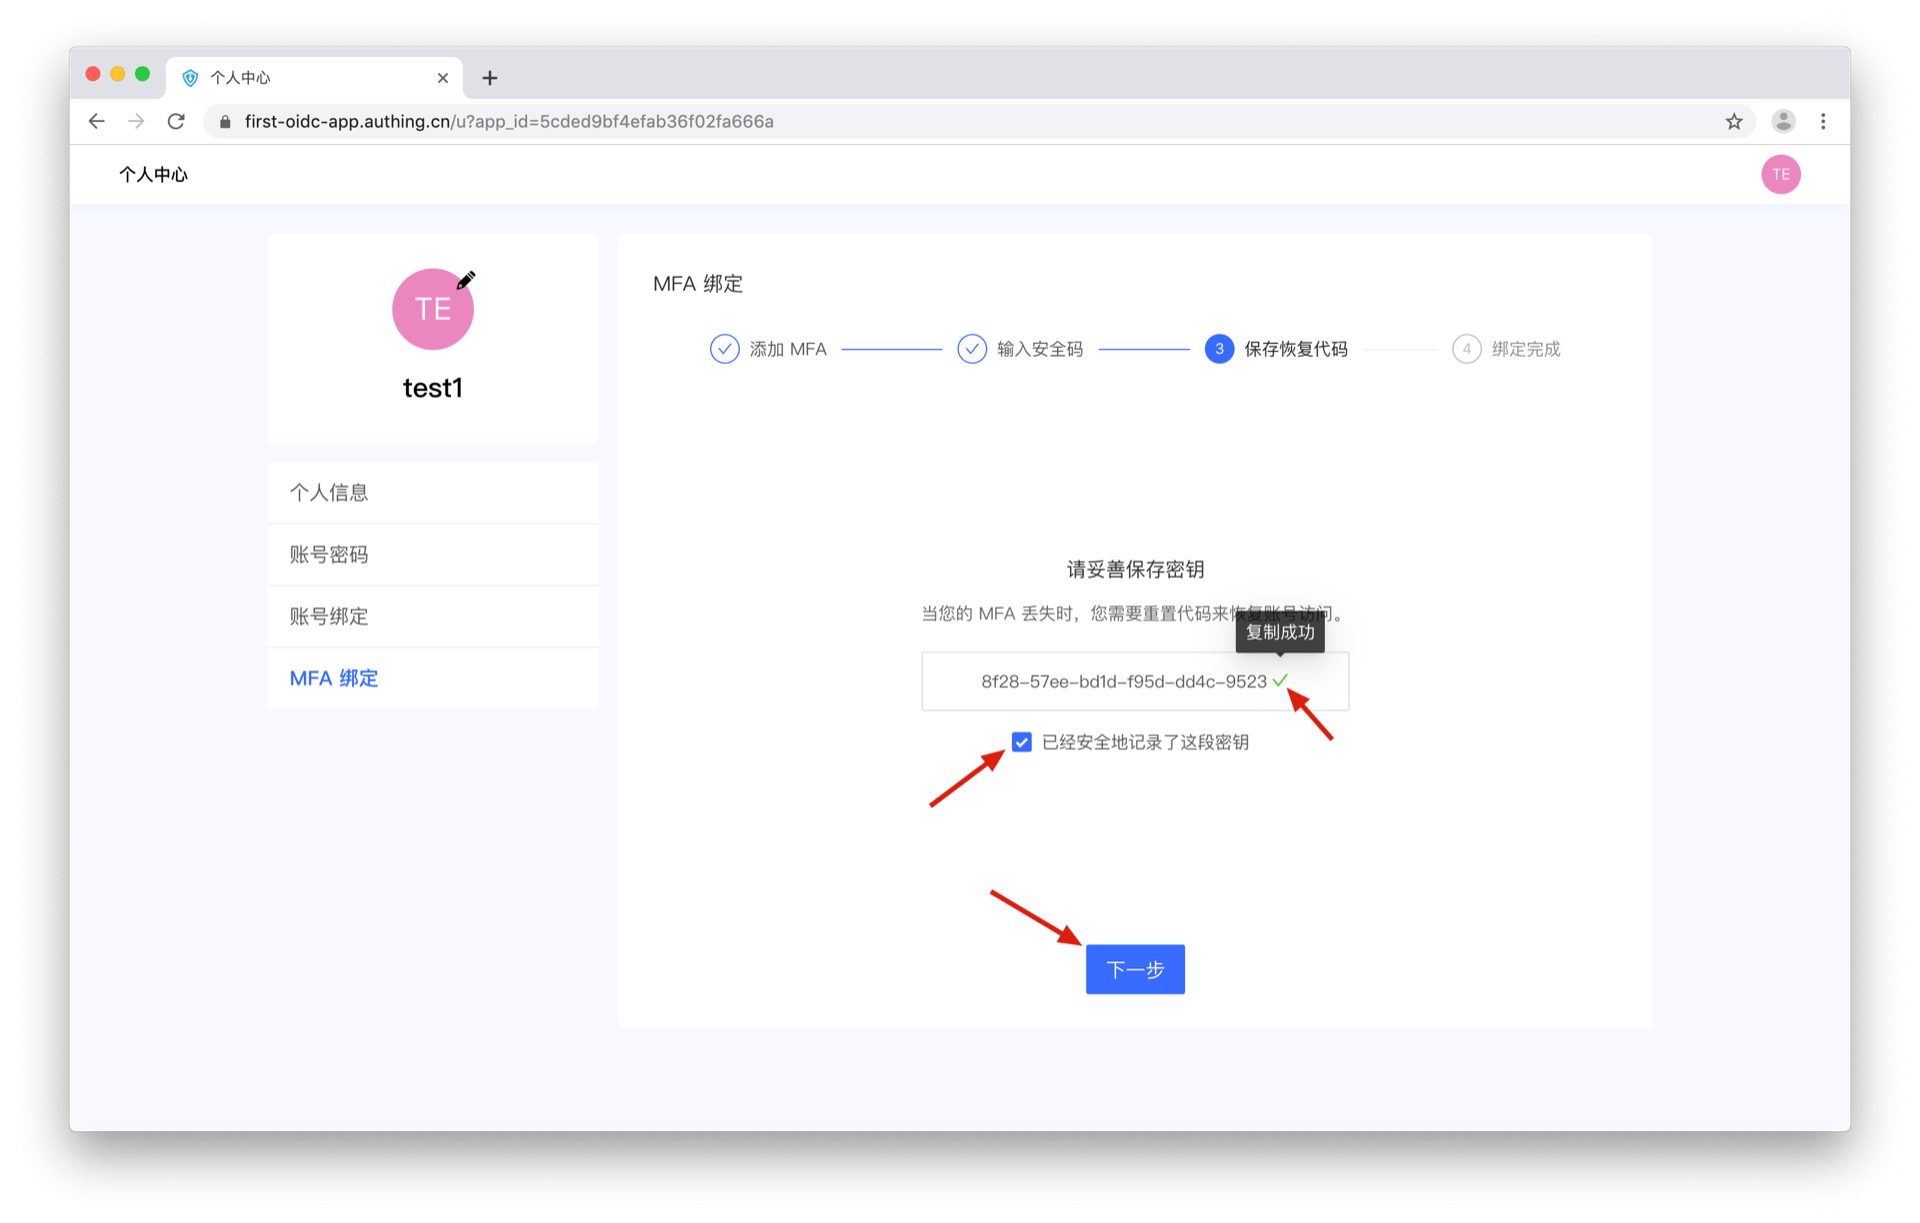 个人中心
first-oidc-app.authing.cn/u?app_id=5cded9bf4efab36f02fa666a
个人中心
TE
TE
test1
个人信息
账号密码
账号绑定
MFA 绑定
MFA 绑定
添加 MFA
输入安全码
3 保存恢复代码
4 绑定完成
请妥善保存密钥
当您的 MFA 丢失时，您需要重置代码来恢复账号访问。
复制成功
8f28-57ee-bd1d-f95d-dd4c-9523
已经安全地记录了这段密钥
下一步